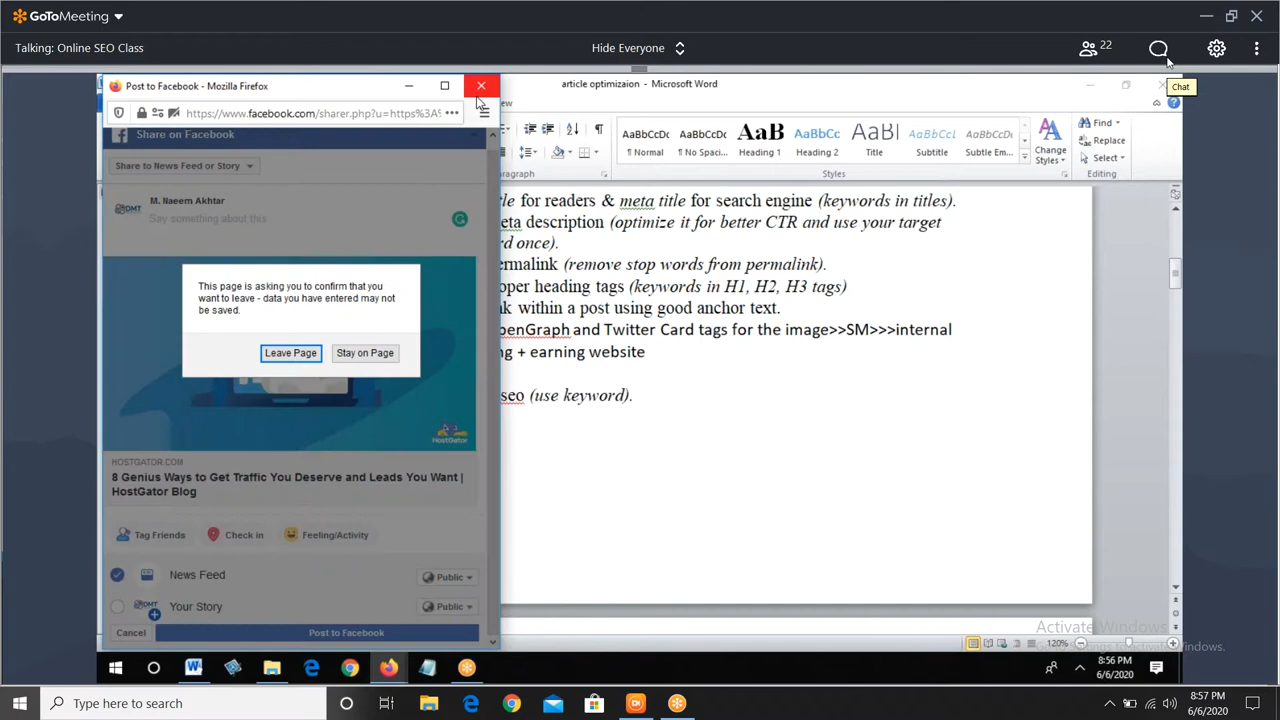 GoToMeeting
Talking: Online SEO Class
Hide Everyone
22
Chat
Post to Facebook - Mozilla Firefox
https://www.facebook.com/sharer.php?u=https%3A%
Share on Facebook
Share to News Feed or Story
M. Naeem Akhtar
Say something about this
This page is asking you to confirm that you
want to leave - data you have entered may not
be saved.
Leave Page Stay on Page
HostGator
HOSTGATOR.COM
8 Genius Ways to Get Traffic You Deserve and Leads You Want |
HostGator Blog
Tag Friends Check in Feeling/Activity
News Feed Public
Your Story Public
Cancel Post to Facebook
article optimizaion - Microsoft Word
ew
AaBbCcDc AaBbCcDc AaB AaBbCc AaBl AaBbCcl AaBbCcDc
¶ Normal ¶ No Spaci... Heading 1 Heading 2 Title Subtitle Subtle Em...
Change
Styles
Find
Replace
Select
aragraph Styles Editing
tle for readers & meta title for search engine (keywords in titles).
eta description (optimize it for better CTR and use your target
rd once).
ermalink (remove stop words from permalink).
oper heading tags (keywords in H1, H2, H3 tags)
nk within a post using good anchor text.
penGraph and Twitter Card tags for the image>>SM>>>internal
ng + earning website
seo (use keyword).
Activate Windows
120%
8:56 PM
6/6/2020
Type here to search
8:57 PM
6/6/2020